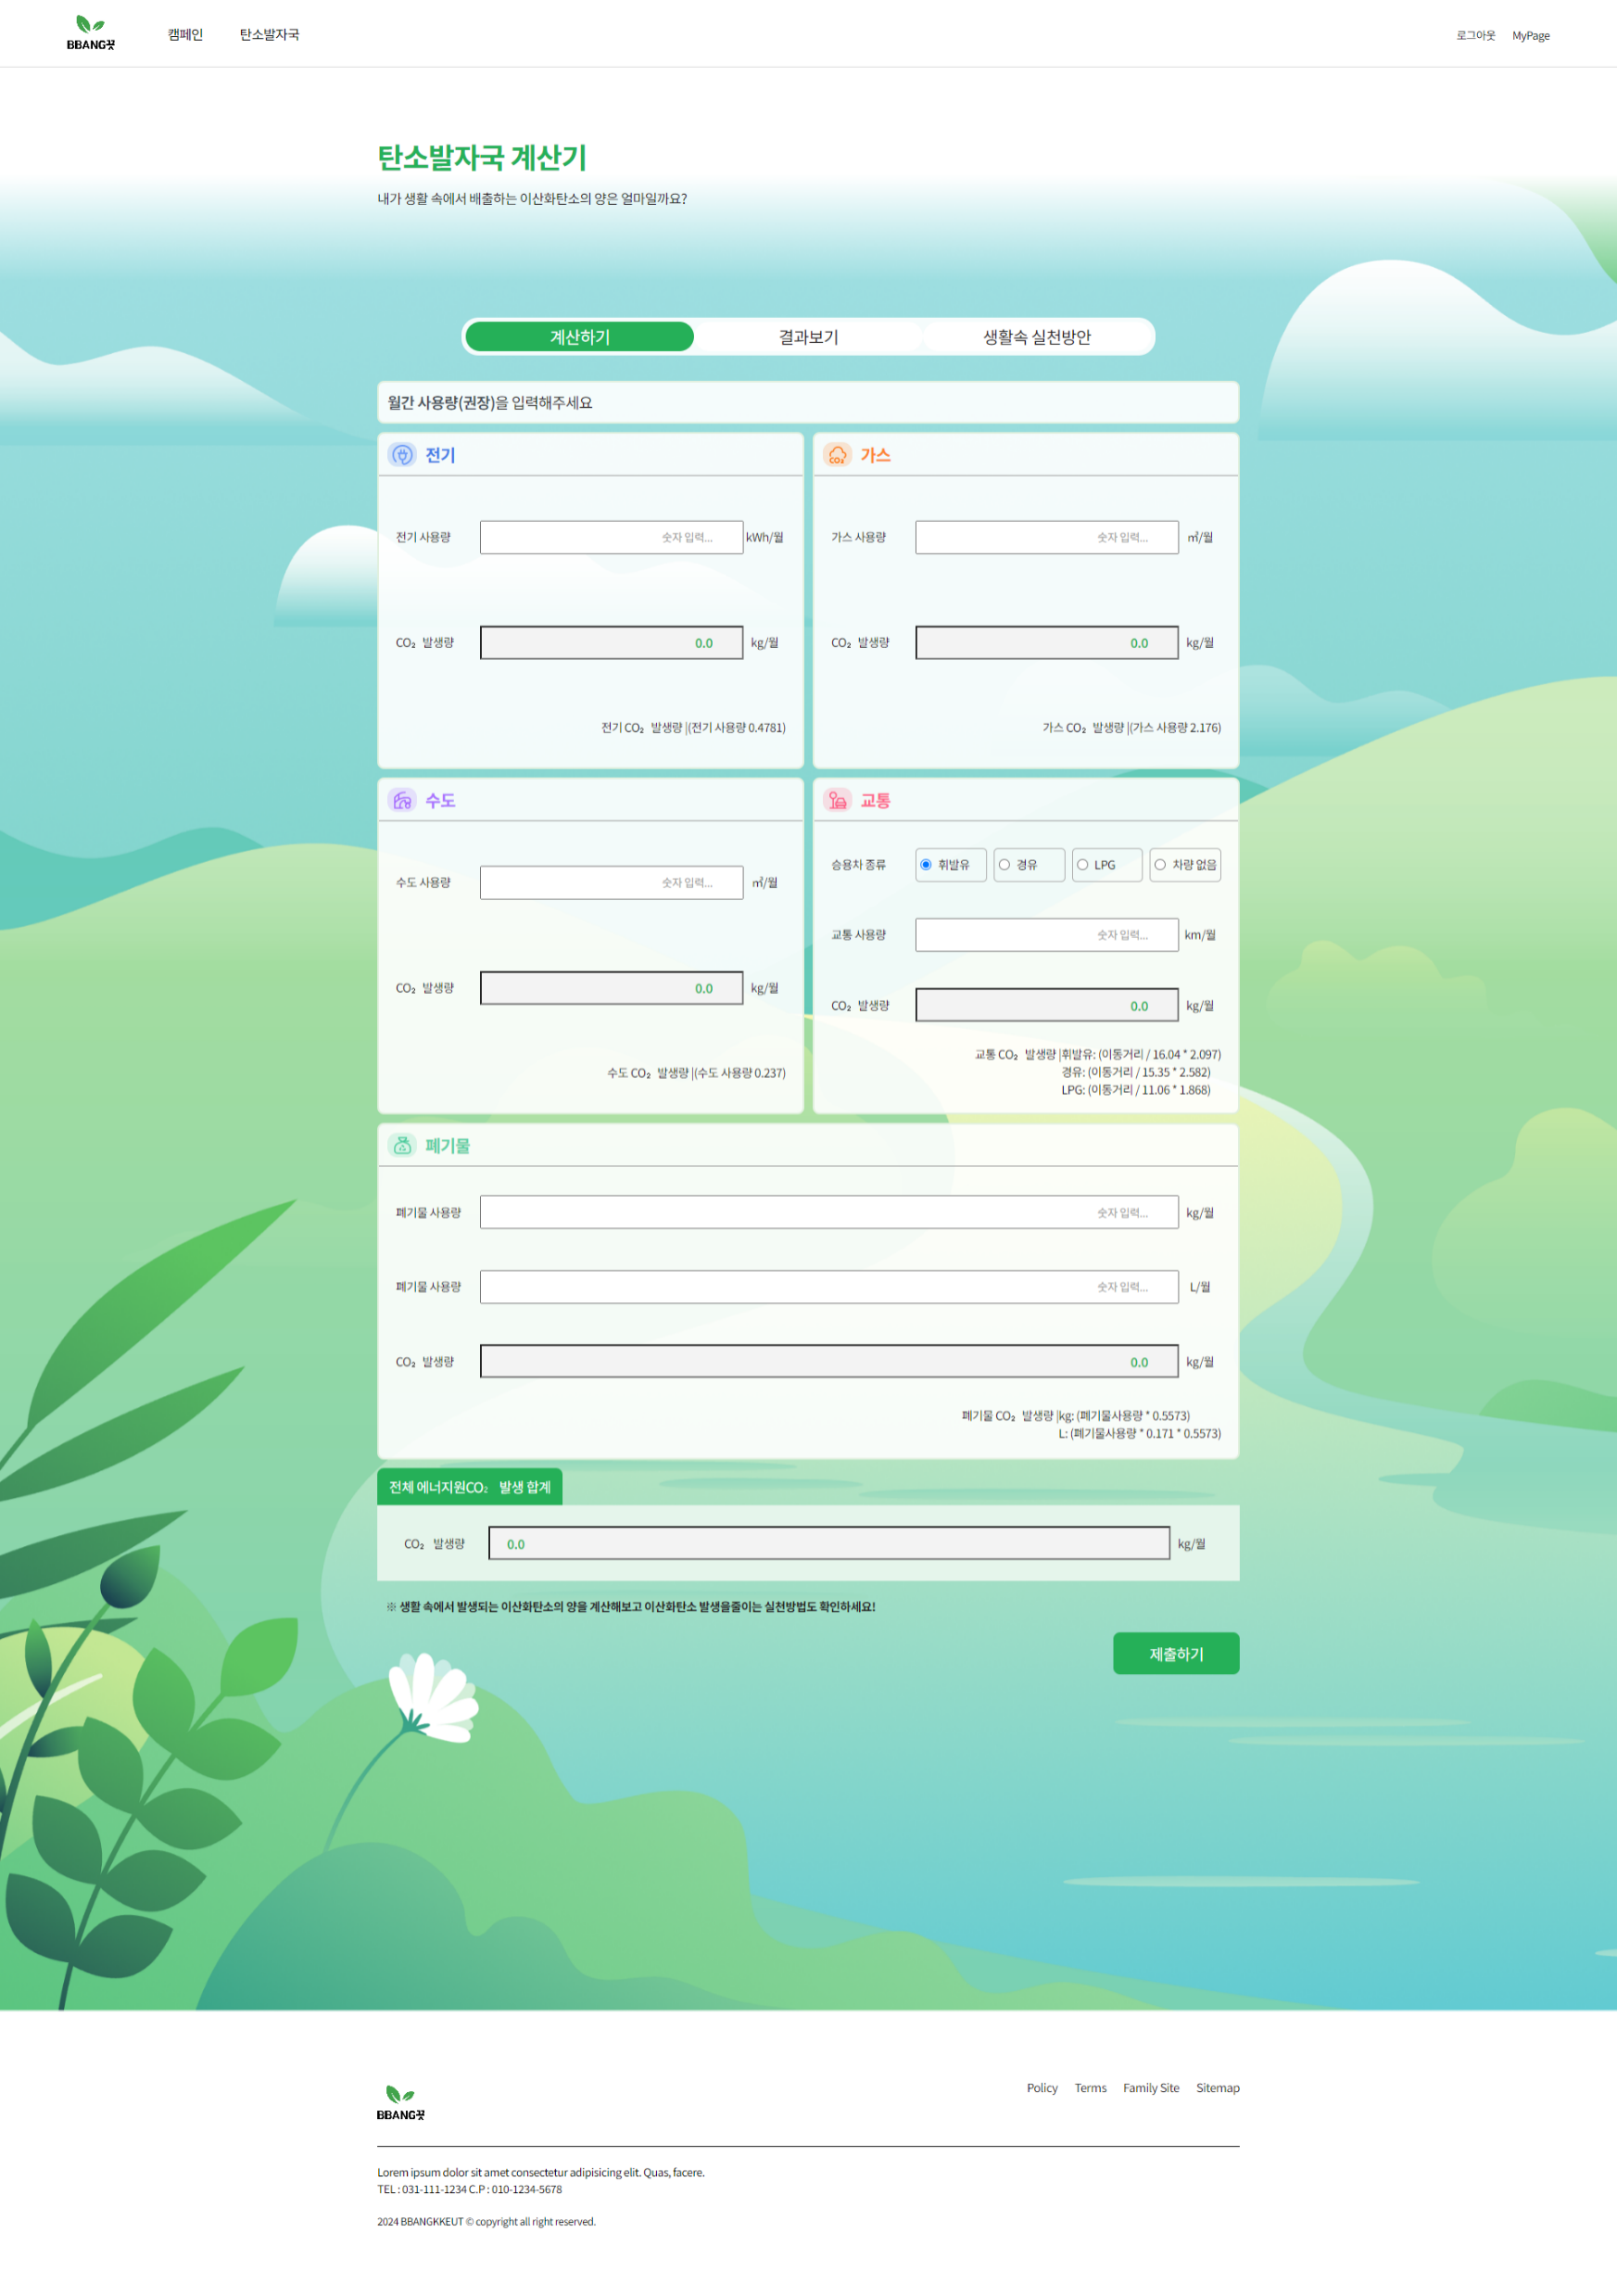 BBANG끗
캠페인 탄소발자국
로그아웃 MyPage
탄소발자국 계산기
내가 생활 속에서 배출하는 이산화탄소의 양은 얼마일까요?
계산하기 결과보기 생활속 실천방안
월간 사용량(권장)을 입력해주세요
전기
전기 사용량 숫자 입력... kWh/월
CO₂ 발생량 0.0 kg/월
전기 CO₂ 발생량 |(전기 사용량 0.4781)
CO₂
가스
가스 사용량 숫자 입력... ㎥/월
CO₂ 발생량 0.0 kg/월
가스 CO₂ 발생량 |(가스 사용량 2.176)
수도
수도 사용량 숫자 입력... ㎥/월
CO₂ 발생량 0.0 kg/월
수도 CO₂ 발생량 |(수도 사용량 0.237)
교통
승용차 종류 휘발유 경유 LPG 차량 없음
교통 사용량 숫자 입력... km/월
CO₂ 발생량 0.0 kg/월
교통 CO₂ 발생량 |휘발유: (이동거리 / 16.04 * 2.097)
경유: (이동거리 / 15.35 * 2.582)
LPG: (이동거리 / 11.06 * 1.868)
폐기물
폐기물 사용량 숫자 입력... kg/월
폐기물 사용량 숫자 입력... L/월
CO₂ 발생량 0.0 kg/월
폐기물 CO₂ 발생량 |kg: (폐기물사용량 * 0.5573)
L: (폐기물사용량 * 0.171 * 0.5573)
전체 에너지원CO₂ 발생 합계
CO₂ 발생량 0.0 kg/월
※ 생활 속에서 발생되는 이산화탄소의 양을 계산해보고 이산화탄소 발생을줄이는 실천방법도 확인하세요!
제출하기
BBANG끗
Policy Terms Family Site Sitemap
Lorem ipsum dolor sit amet consectetur adipisicing elit. Quas, facere.
TEL : 031-111-1234 C.P : 010-1234-5678
2024 BBANGKKEUT © copyright all right reserved.